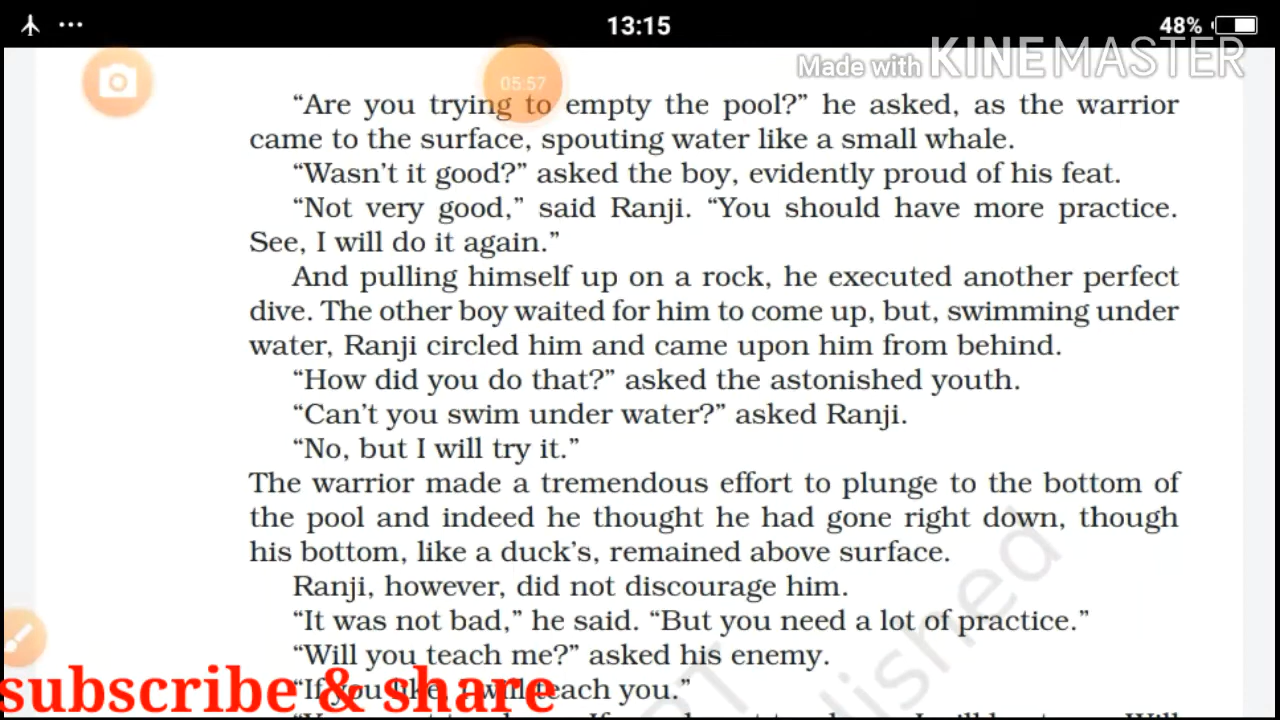 13:15
48%
Made with KINEMASTER
05:57
“Are you trying to empty the pool?” he asked, as the warrior
came to the surface, spouting water like a small whale.
“Wasn’t it good?” asked the boy, evidently proud of his feat.
“Not very good,” said Ranji. “You should have more practice.
See, I will do it again.”
And pulling himself up on a rock, he executed another perfect
dive. The other boy waited for him to come up, but, swimming under
water, Ranji circled him and came upon him from behind.
“How did you do that?” asked the astonished youth.
“Can’t you swim under water?” asked Ranji.
“No, but I will try it.”
The warrior made a tremendous effort to plunge to the bottom of
the pool and indeed he thought he had gone right down, though
his bottom, like a duck’s, remained above surface.
Ranji, however, did not discourage him.
“It was not bad,” he said. “But you need a lot of practice.”
“Will you teach me?” asked his enemy.
“If you like, I will teach you.”
subscribe & share